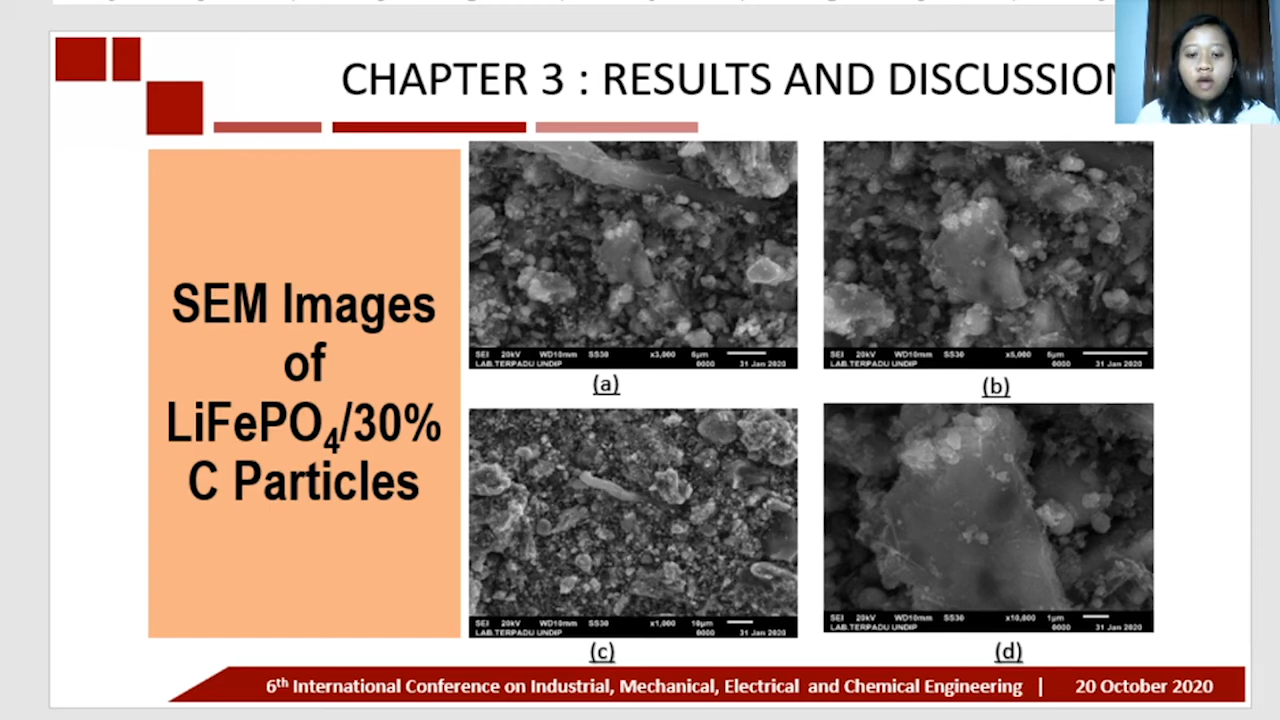 CHAPTER 3 : RESULTS AND DISCUSSION
SEM Images
of
LiFePO4/30%
C Particles
SEI 20kV WD10mm SS30 x3,000 5µm
LAB.TERPADU UNDIP 0000 31 Jan 2020
(a)
SEI 20kV WD10mm SS30 x5,000 5µm
LAB.TERPADU UNDIP 0000 31 Jan 2020
(b)
SEI 20kV WD10mm SS30 x1,000 10µm
LAB.TERPADU UNDIP 0000 31 Jan 2020
(c)
SEI 20kV WD10mm SS30 x10,000 1µm
LAB.TERPADU UNDIP 0000 31 Jan 2020
(d)
6th International Conference on Industrial, Mechanical, Electrical and Chemical Engineering | 20 October 2020